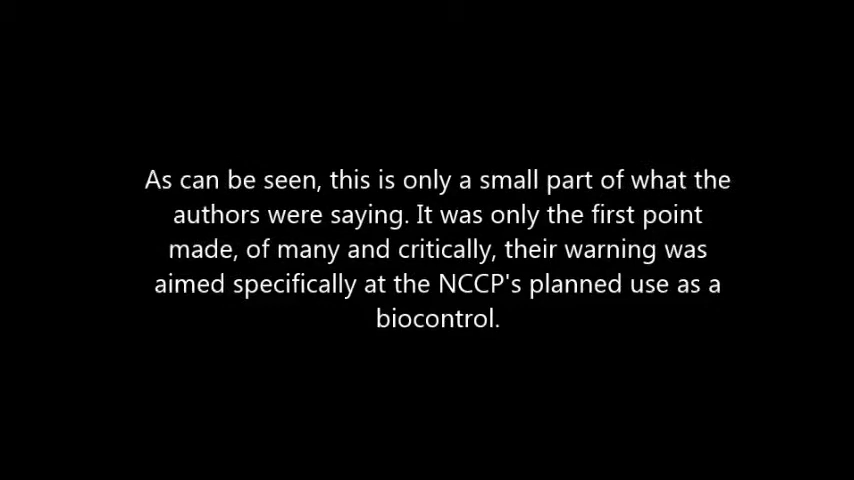 As can be seen, this is only a small part of what the
authors were saying. It was only the first point
made, of many and critically, their warning was
aimed specifically at the NCCP's planned use as a
biocontrol.